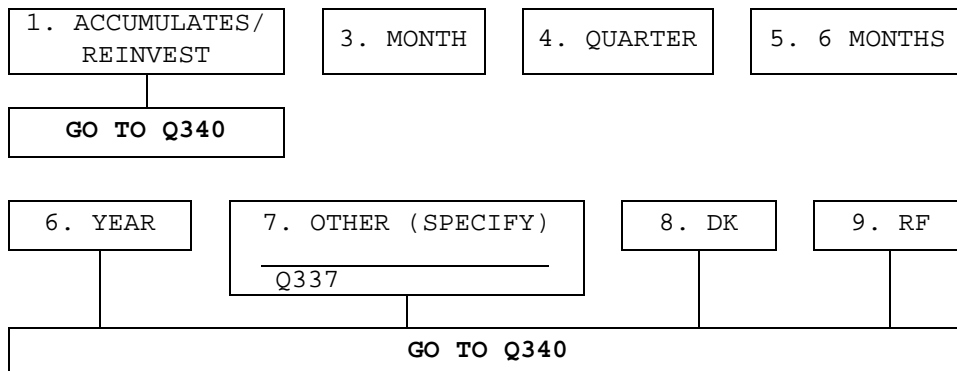 1. ACCUMULATES/
REINVEST
3. MONTH
4. QUARTER
5. 6 MONTHS
GO TO Q340
6. YEAR
7. OTHER (SPECIFY)
8. DK
9. RF
Q337
GO TO Q340